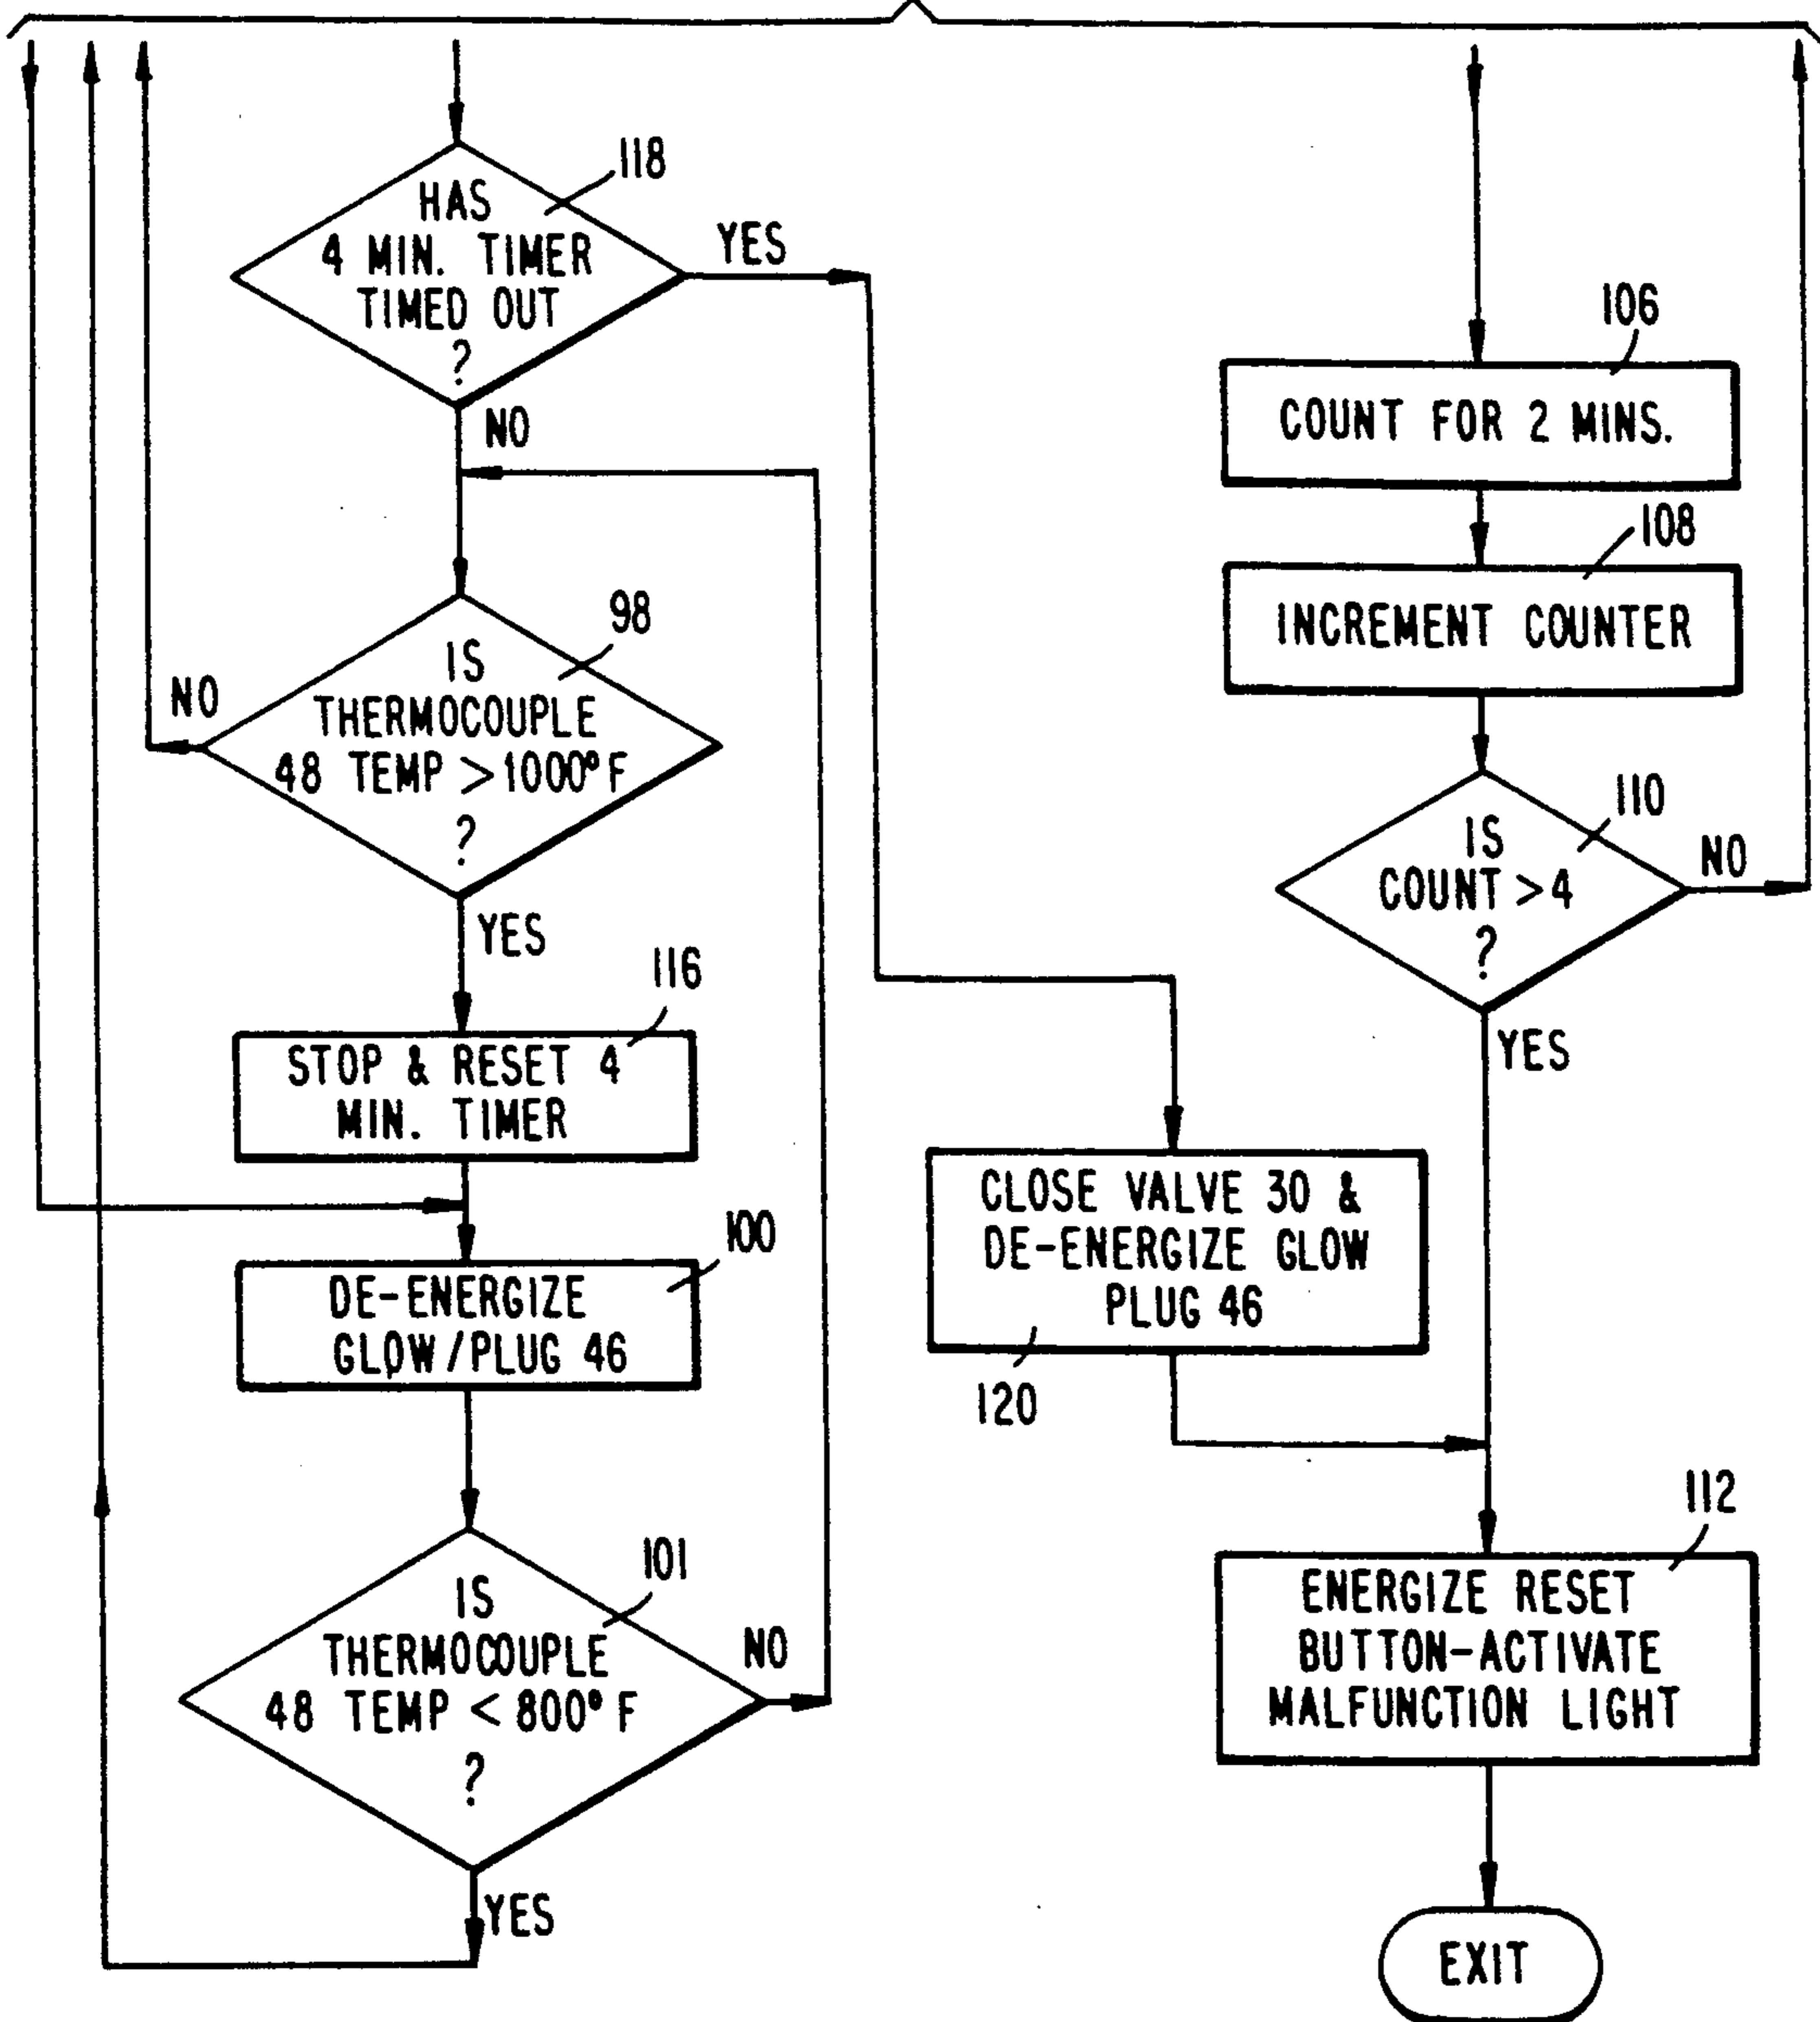 118
HAS
4 MIN. TIMER
TIMED OUT
?
YES
NO
98
IS
THERMOCOUPLE
48 TEMP > 1000° F
?
NO
YES
116
STOP & RESET 4
MIN. TIMER
100
DE-ENERGIZE
GLOW/PLUG 46
101
IS
THERMOCOUPLE
48 TEMP < 800° F
?
NO
YES
CLOSE VALVE 30 &
DE-ENERGIZE GLOW
PLUG 46
120
106
COUNT FOR 2 MINS.
108
INCREMENT COUNTER
110
IS
COUNT > 4
?
NO
YES
112
ENERGIZE RESET
BUTTON-ACTIVATE
MALFUNCTION LIGHT
EXIT